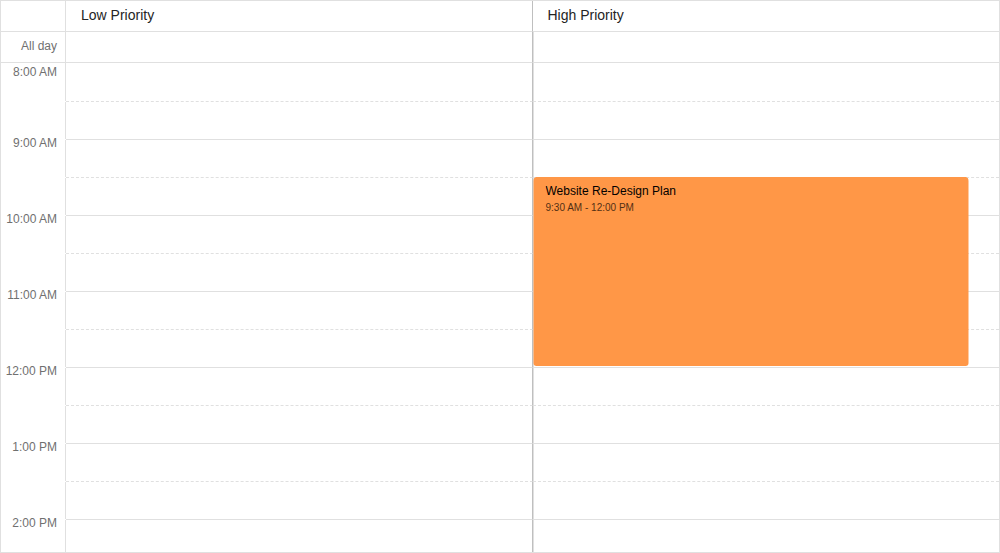 Low Priority
High Priority
All day
8:00 AM
9:00 AM
Website Re-Design Plan
9:30 AM - 12:00 PM
10:00 AM
11:00 AM
12:00 PM
1:00 PM
2:00 PM